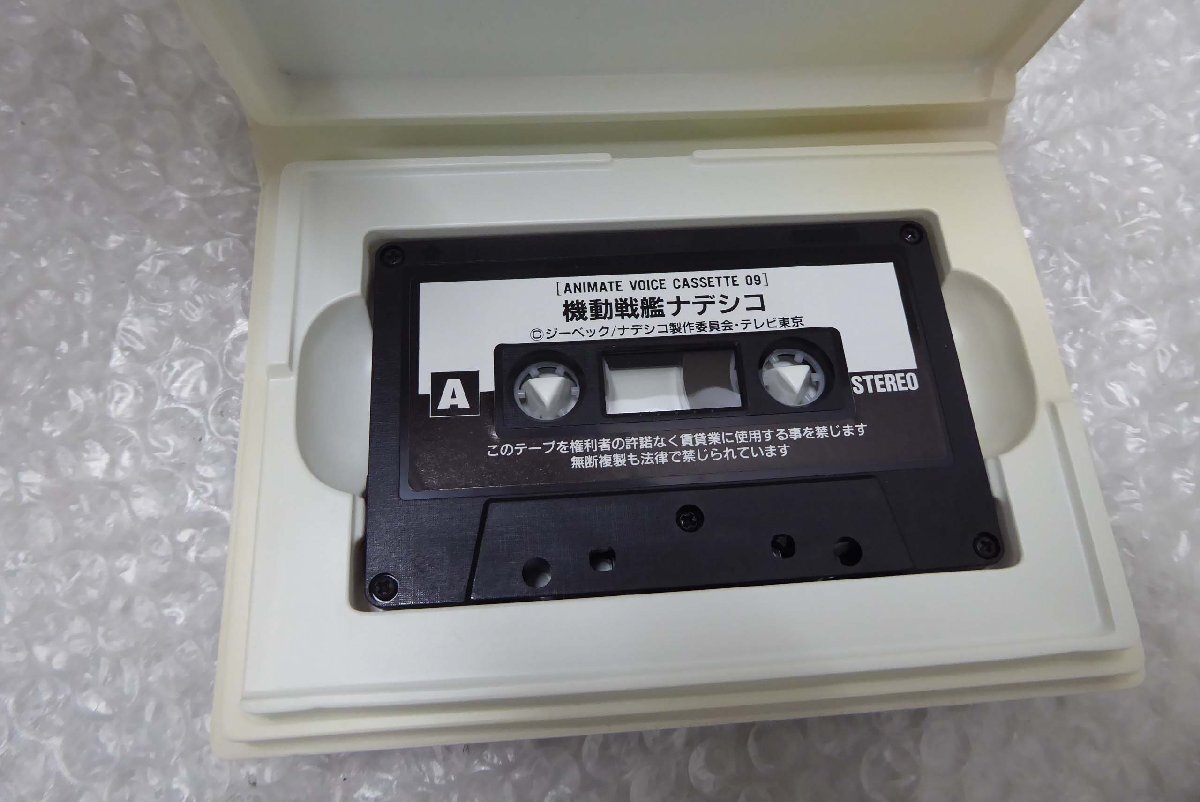 [ANIMATE VOICE CASSETTE 09]
機動戦艦ナデシコ
©ジーベック/ナデシコ製作委員会・テレビ東京
A
STEREO
このテープを権利者の許諾なく賃貸業に使用する事を禁じます
無断複製も法律で禁じられています